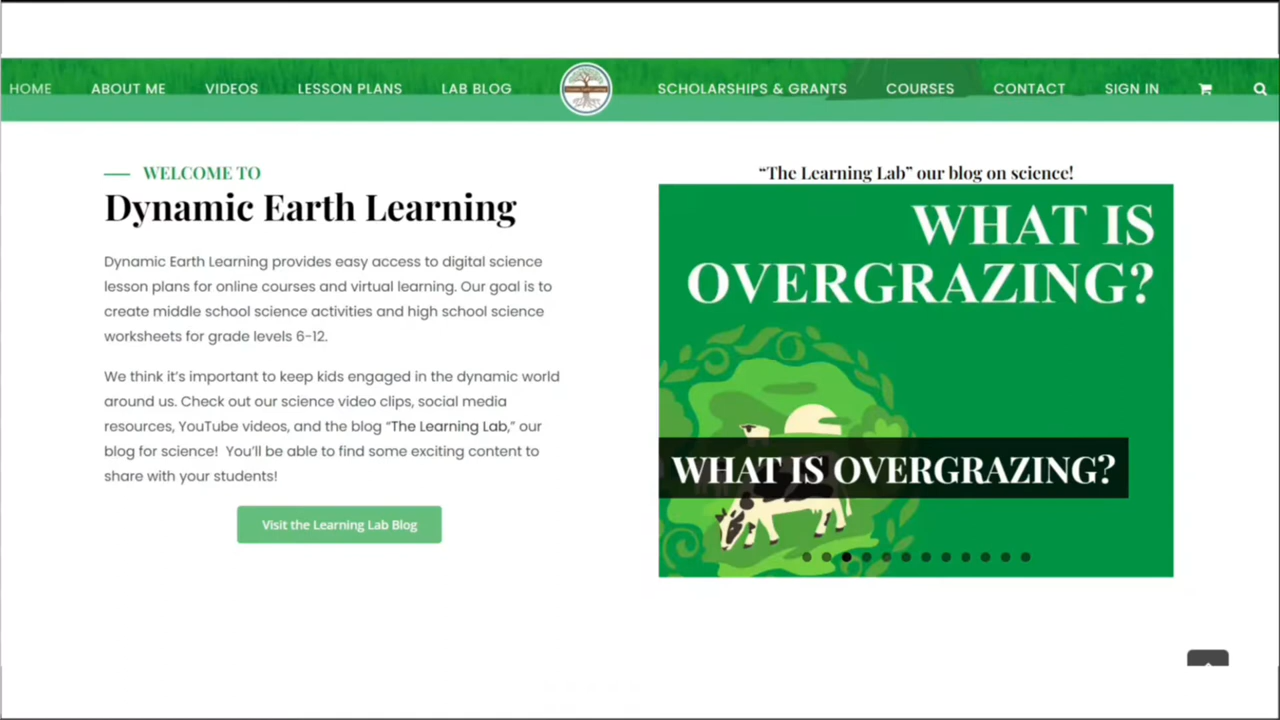 HOME
ABOUT ME
VIDEOS
LESSON PLANS
LAB BLOG
SCHOLARSHIPS & GRANTS
COURSES
CONTACT
SIGN IN
WELCOME TO
Dynamic Earth Learning
Dynamic Earth Learning provides easy access to digital science
lesson plans for online courses and virtual learning. Our goal is to
create middle school science activities and high school science
worksheets for grade levels 6-12.
We think it’s important to keep kids engaged in the dynamic world
around us. Check out our science video clips, social media
resources, YouTube videos, and the blog “The Learning Lab,” our
blog for science!  You’ll be able to find some exciting content to
share with your students!
Visit the Learning Lab Blog
“The Learning Lab” our blog on science!
WHAT IS
OVERGRAZING?
WHAT IS OVERGRAZING?